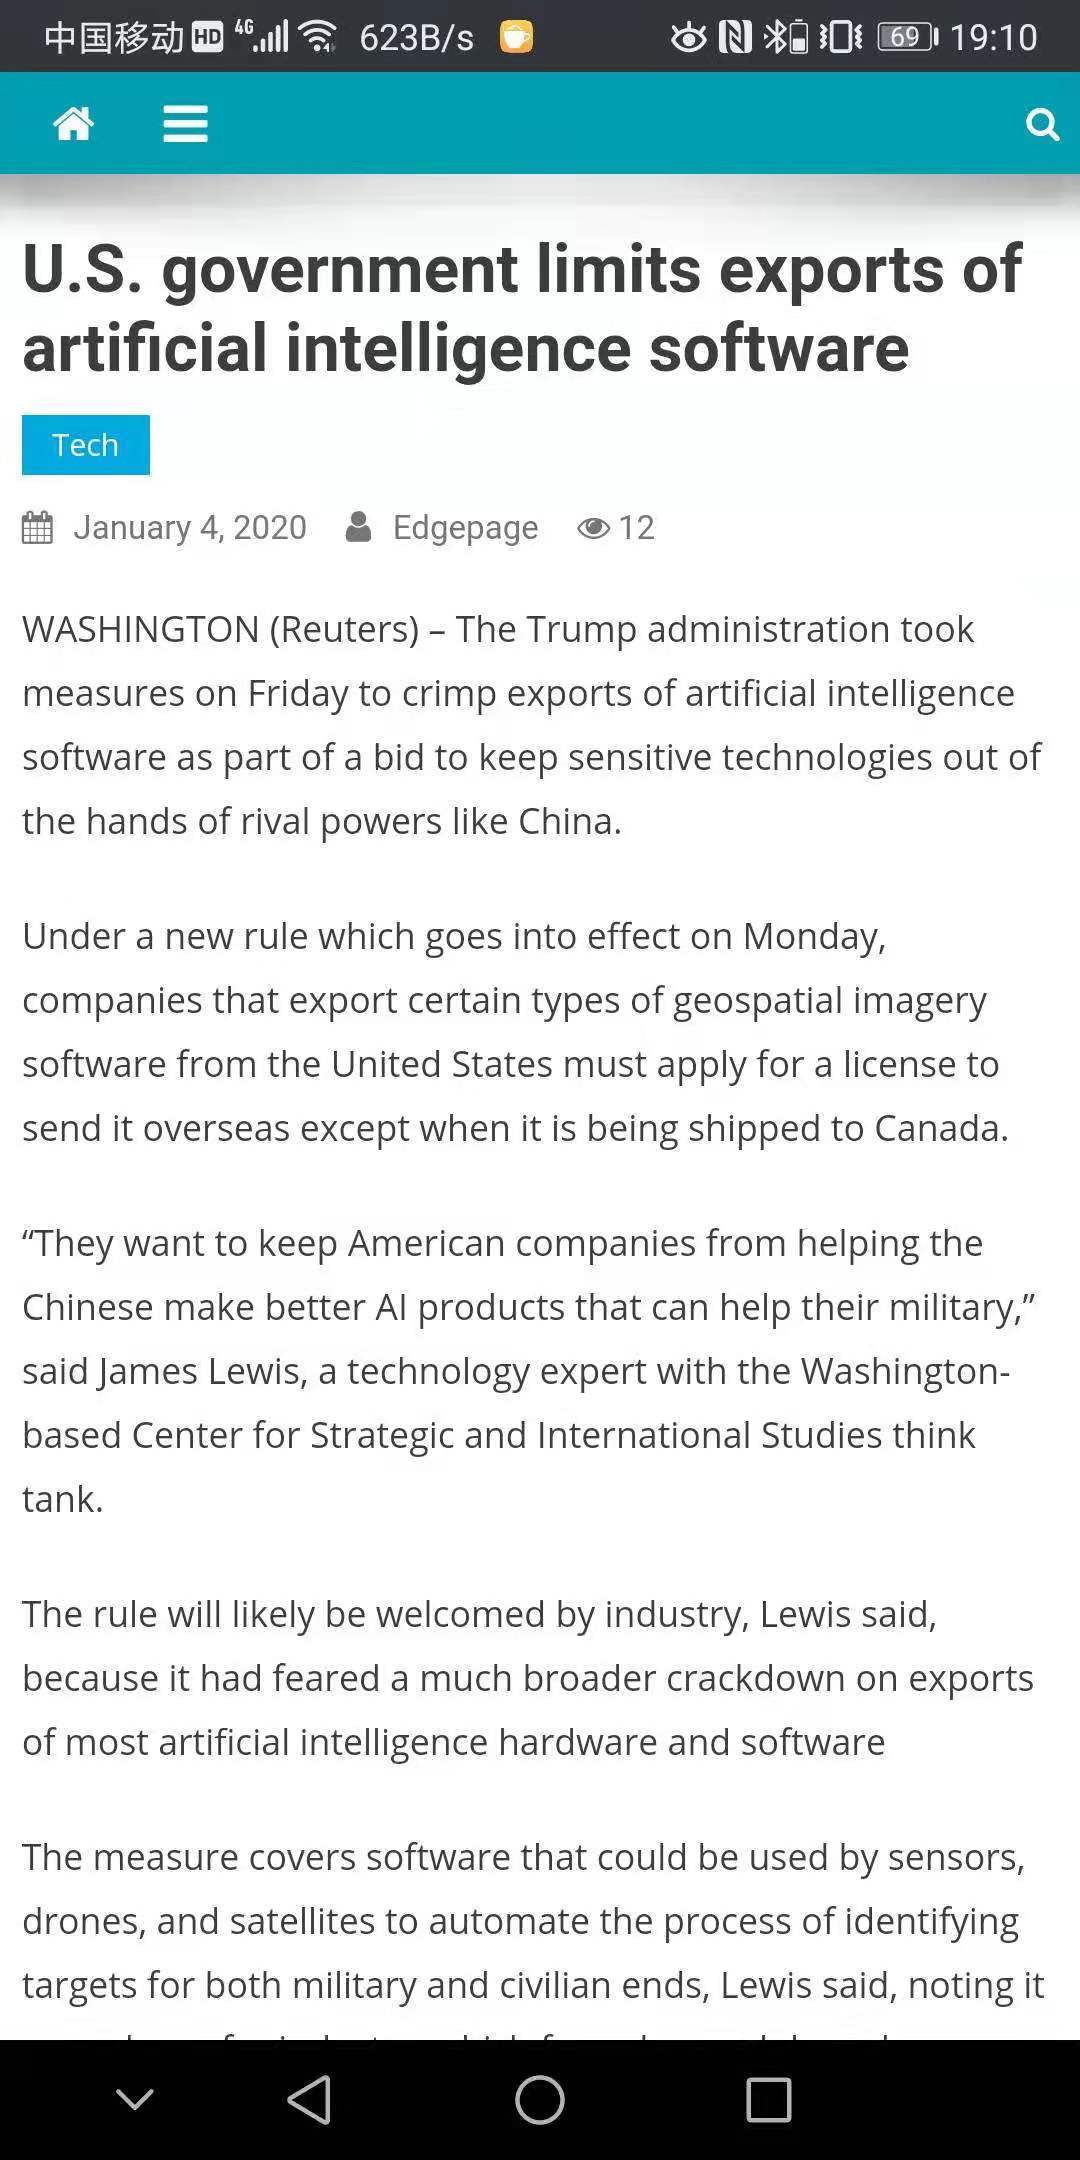 中国移动 HD 4G 623B/s 69 19:10
U.S. government limits exports of
artificial intelligence software
Tech
January 4, 2020 Edgepage 12
WASHINGTON (Reuters) – The Trump administration took
measures on Friday to crimp exports of artificial intelligence
software as part of a bid to keep sensitive technologies out of
the hands of rival powers like China.
Under a new rule which goes into effect on Monday,
companies that export certain types of geospatial imagery
software from the United States must apply for a license to
send it overseas except when it is being shipped to Canada.
“They want to keep American companies from helping the
Chinese make better AI products that can help their military,”
said James Lewis, a technology expert with the Washington-
based Center for Strategic and International Studies think
tank.
The rule will likely be welcomed by industry, Lewis said,
because it had feared a much broader crackdown on exports
of most artificial intelligence hardware and software
The measure covers software that could be used by sensors,
drones, and satellites to automate the process of identifying
targets for both military and civilian ends, Lewis said, noting it